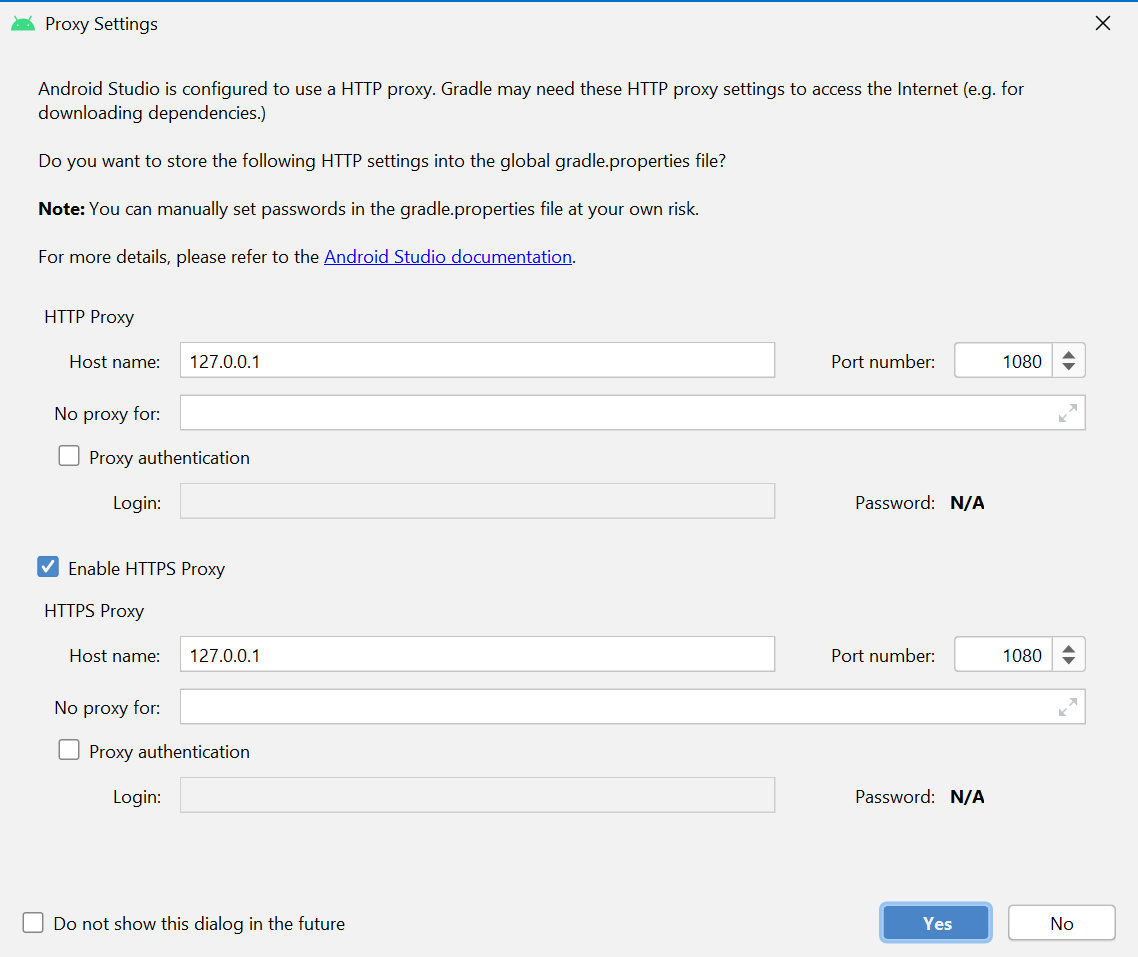 Proxy Settings
Android Studio is configured to use a HTTP proxy. Gradle may need these HTTP proxy settings to access the Internet (e.g. for
downloading dependencies.)
Do you want to store the following HTTP settings into the global gradle.properties file?
Note: You can manually set passwords in the gradle.properties file at your own risk.
For more details, please refer to the Android Studio documentation.
HTTP Proxy
Host name: 127.0.0.1 Port number: 1080
No proxy for:
Proxy authentication
Login: Password: N/A
Enable HTTPS Proxy
HTTPS Proxy
Host name: 127.0.0.1 Port number: 1080
No proxy for:
Proxy authentication
Login: Password: N/A
Do not show this dialog in the future Yes No